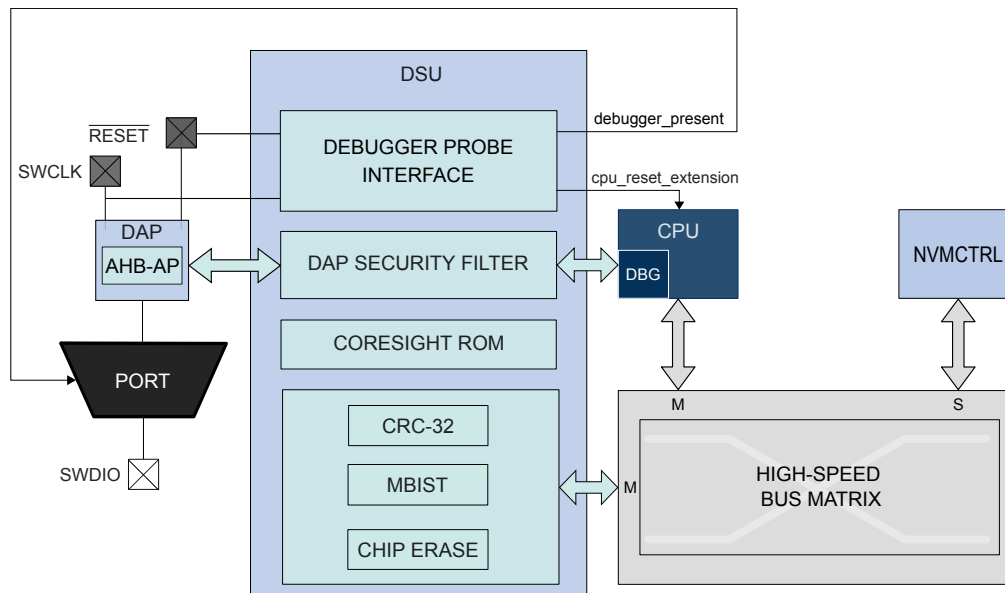 DSU
debugger_present
RESET
DEBUGGER PROBE
INTERFACE
SWCLK
cpu_reset_extension
DAP
CPU
AHB-AP
DAP SECURITY FILTER
DBG
NVMCTRL
CORESIGHT ROM
PORT
M
S
CRC-32
SWDIO
MBIST
M
HIGH-SPEED
BUS MATRIX
CHIP ERASE